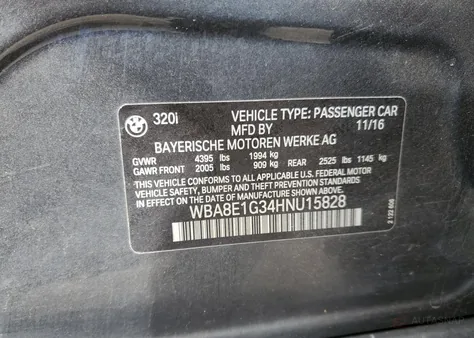 320i VEHICLE TYPE: PASSENGER CAR
MFD BY 11/16
BAYERISCHE MOTOREN WERKE AG
GVWR 4395 lbs 1994 kg
GAWR FRONT 2005 lbs 909 kg REAR 2525 lbs 1145 kg
THIS VEHICLE CONFORMS TO ALL APPLICABLE U.S. FEDERAL MOTOR
VEHICLE SAFETY, BUMPER AND THEFT PREVENTION STANDARDS
IN EFFECT ON THE DATE OF MANUFACTURE SHOWN ABOVE.
WBA8E1G34HNU15828